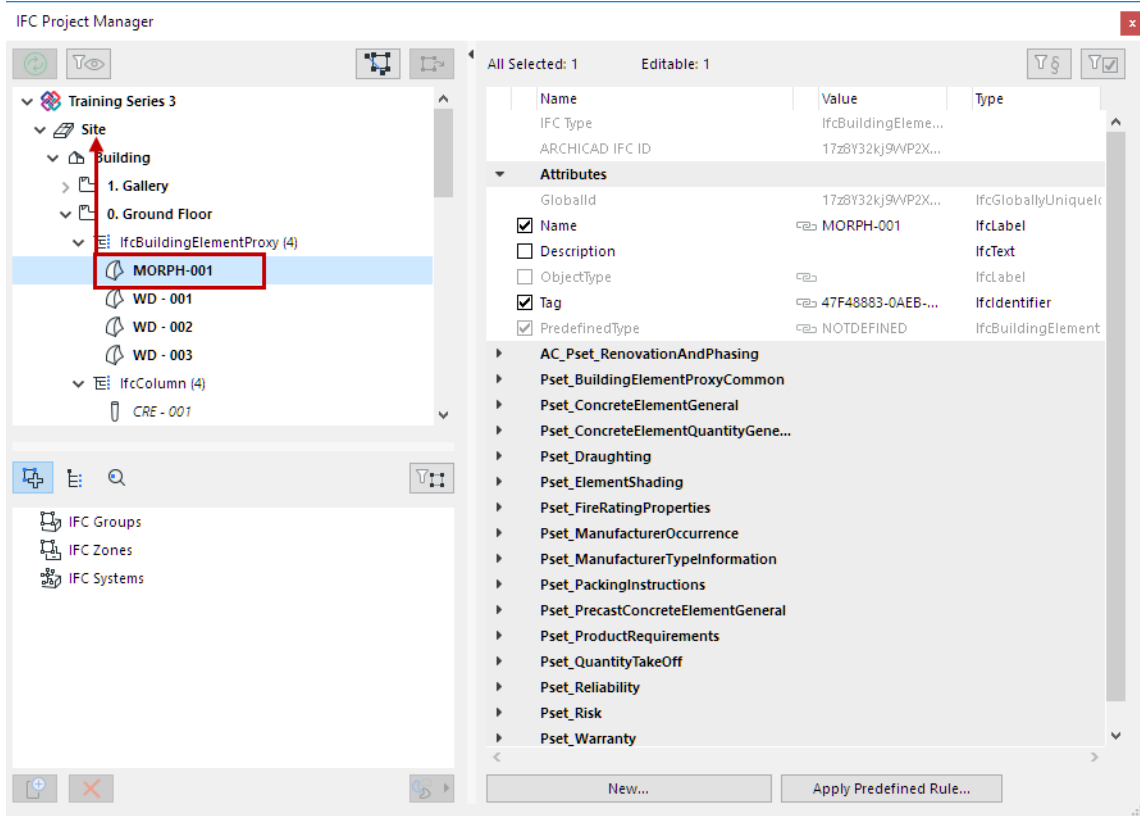 IFC Project Manager
x
Training Series 3
Site
Building
1. Gallery
0. Ground Floor
IfcBuildingElementProxy (4)
MORPH-001
WD - 001
WD - 002
WD - 003
IfcColumn (4)
CRE - 001
IFC Groups
IFC Zones
IFC Systems
All Selected: 1 Editable: 1
Name Value Type
IFC Type IfcBuildingEleme...
ARCHICAD IFC ID 17z8Y32kj9WP2X...
Attributes
GlobalId 17z8Y32kj9WP2X... IfcGloballyUniqueIc
Name MORPH-001 IfcLabel
Description IfcText
ObjectType IfcLabel
Tag 47F48883-0AEB-... IfcIdentifier
PredefinedType NOTDEFINED IfcBuildingElement
AC_Pset_RenovationAndPhasing
Pset_BuildingElementProxyCommon
Pset_ConcreteElementGeneral
Pset_ConcreteElementQuantityGene...
Pset_Draughting
Pset_ElementShading
Pset_FireRatingProperties
Pset_ManufacturerOccurrence
Pset_ManufacturerTypeInformation
Pset_PackingInstructions
Pset_PrecastConcreteElementGeneral
Pset_ProductRequirements
Pset_QuantityTakeOff
Pset_Reliability
Pset_Risk
Pset_Warranty
New... Apply Predefined Rule...